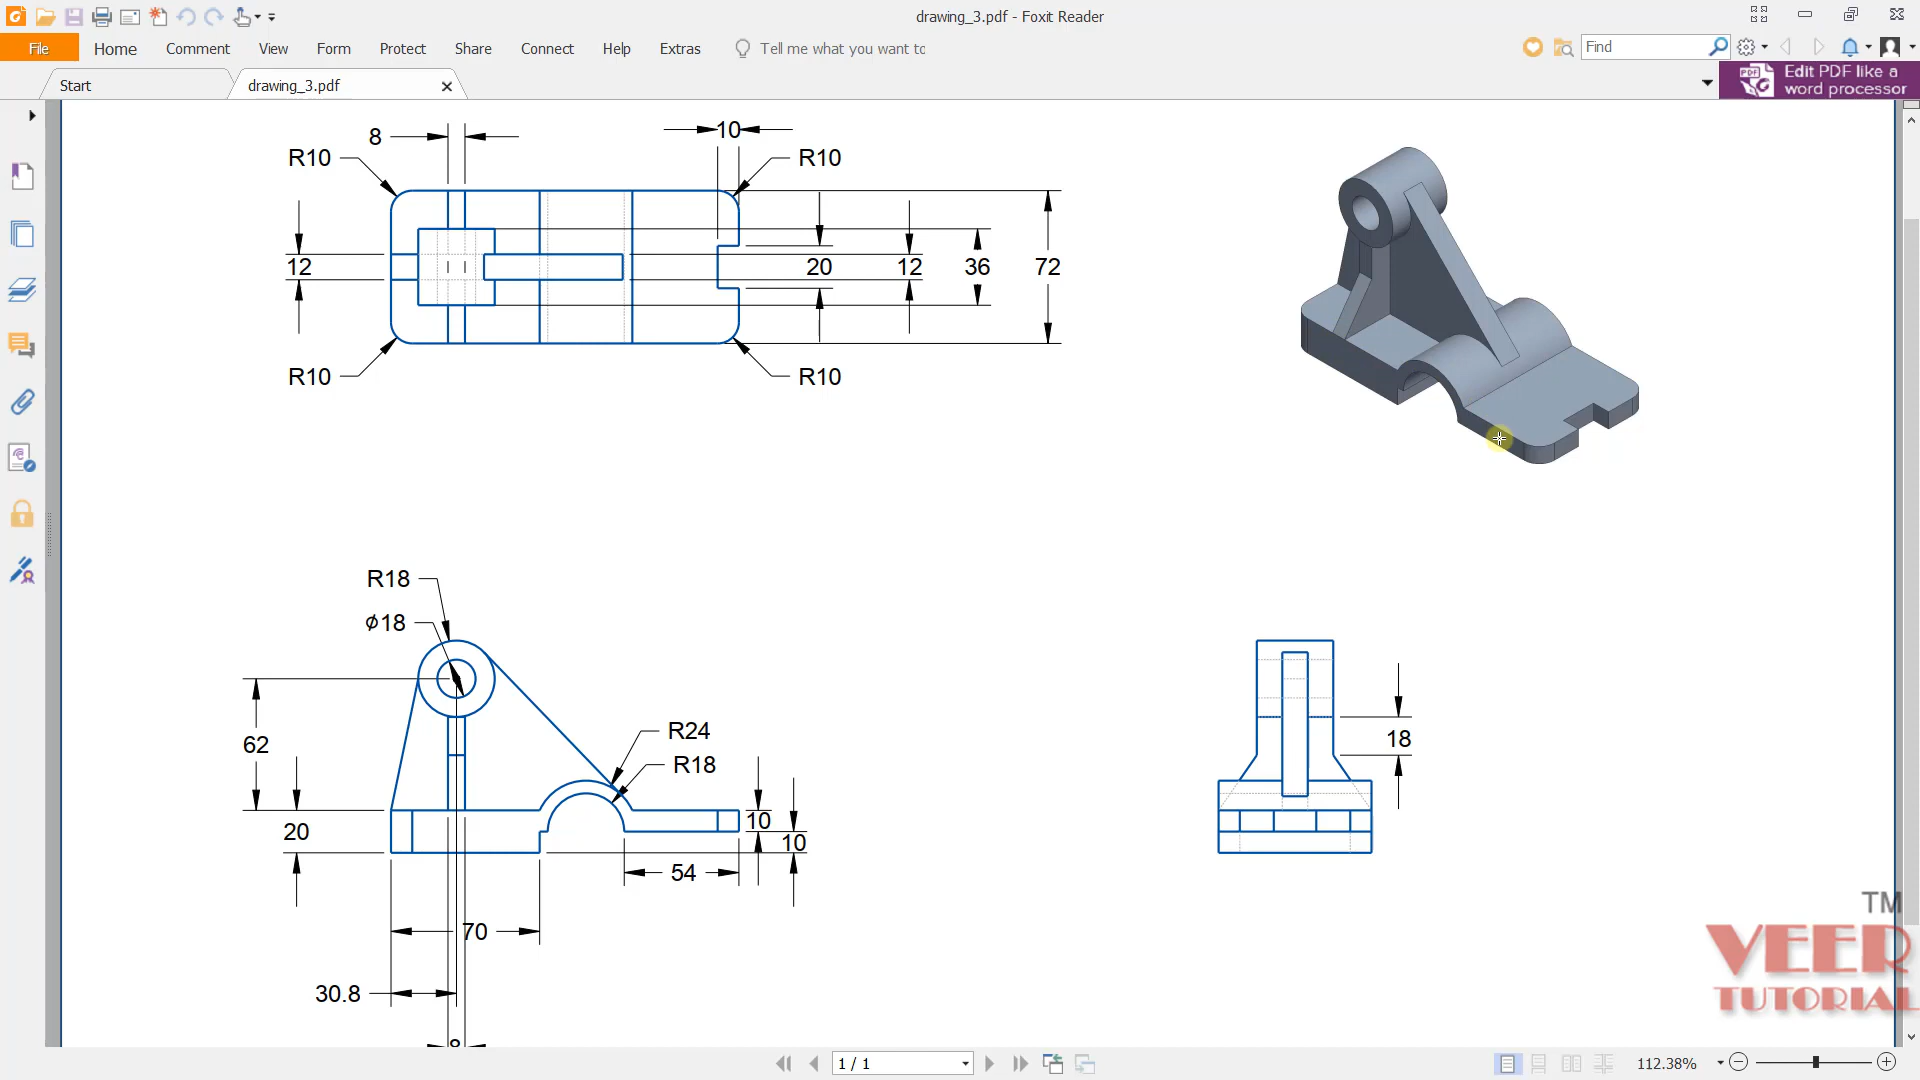 drawing_3.pdf - Foxit Reader
File
Home
Comment
View
Form
Protect
Share
Connect
Help
Extras
Tell me what you want to
Find
Start
drawing_3.pdf
Edit PDF like a
word processor
8
10
R10
R10
12
20
12
36
72
R10
R10
R18
ϕ18
R24
R18
62
18
20
10
10
54
70
30.8
8
TM
VEER
TUTORIAL
1 / 1
112.38%